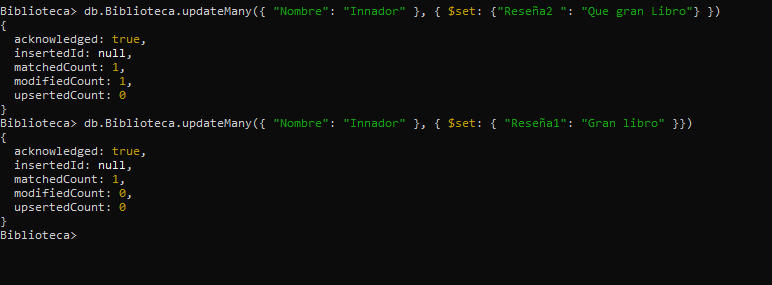 Biblioteca> db.Biblioteca.updateMany({ "Nombre": "Innador" }, { $set: {"Reseña2 ": "Que gran Libro"} })
{
  acknowledged: true,
  insertedId: null,
  matchedCount: 1,
  modifiedCount: 1,
  upsertedCount: 0
}
Biblioteca> db.Biblioteca.updateMany({ "Nombre": "Innador" }, { $set: { "Reseña1": "Gran libro" }})
{
  acknowledged: true,
  insertedId: null,
  matchedCount: 1,
  modifiedCount: 0,
  upsertedCount: 0
}
Biblioteca>